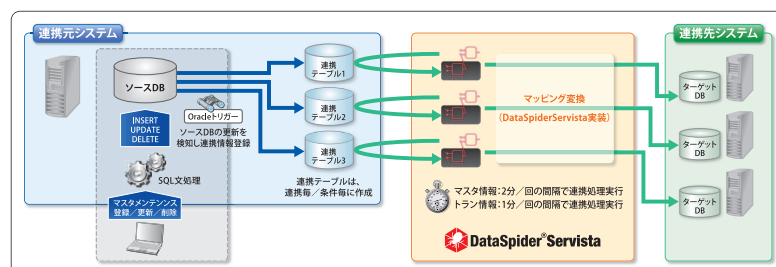 連携元システム
ソースDB
Oracleトリガー
INSERT
UPDATE
DELETE
ソースDBの更新を
検知し連携情報登録
SQL文処理
マスタメンテンス
登録／更新／削除
連携
テーブル1
連携
テーブル2
連携
テーブル3
連携テーブルは、
連携毎／条件毎に作成
マッピング変換
（DataSpiderServista実装）
マスタ情報：2分／回の間隔で連携処理実行
トラン情報：1分／回の間隔で連携処理実行
DataSpider®Servista
連携先システム
ターゲット
DB
ターゲット
DB
ターゲット
DB